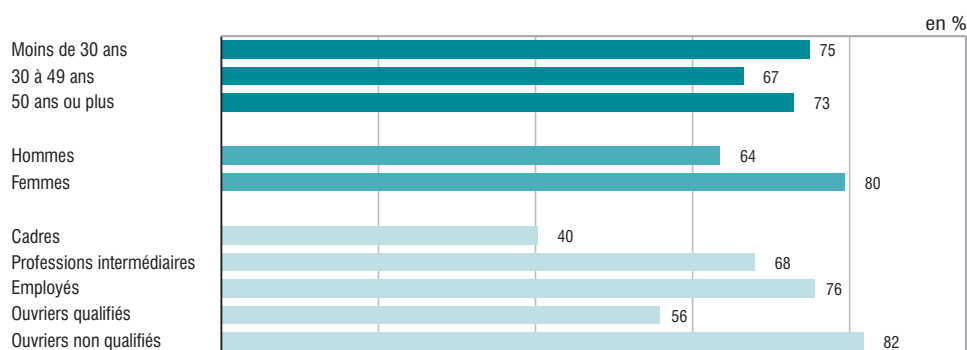 en %
Moins de 30 ans 75
30 à 49 ans 67
50 ans ou plus 73
Hommes 64
Femmes 80
Cadres 40
Professions intermédiaires 68
Employés 76
Ouvriers qualifiés 56
Ouvriers non qualifiés 82